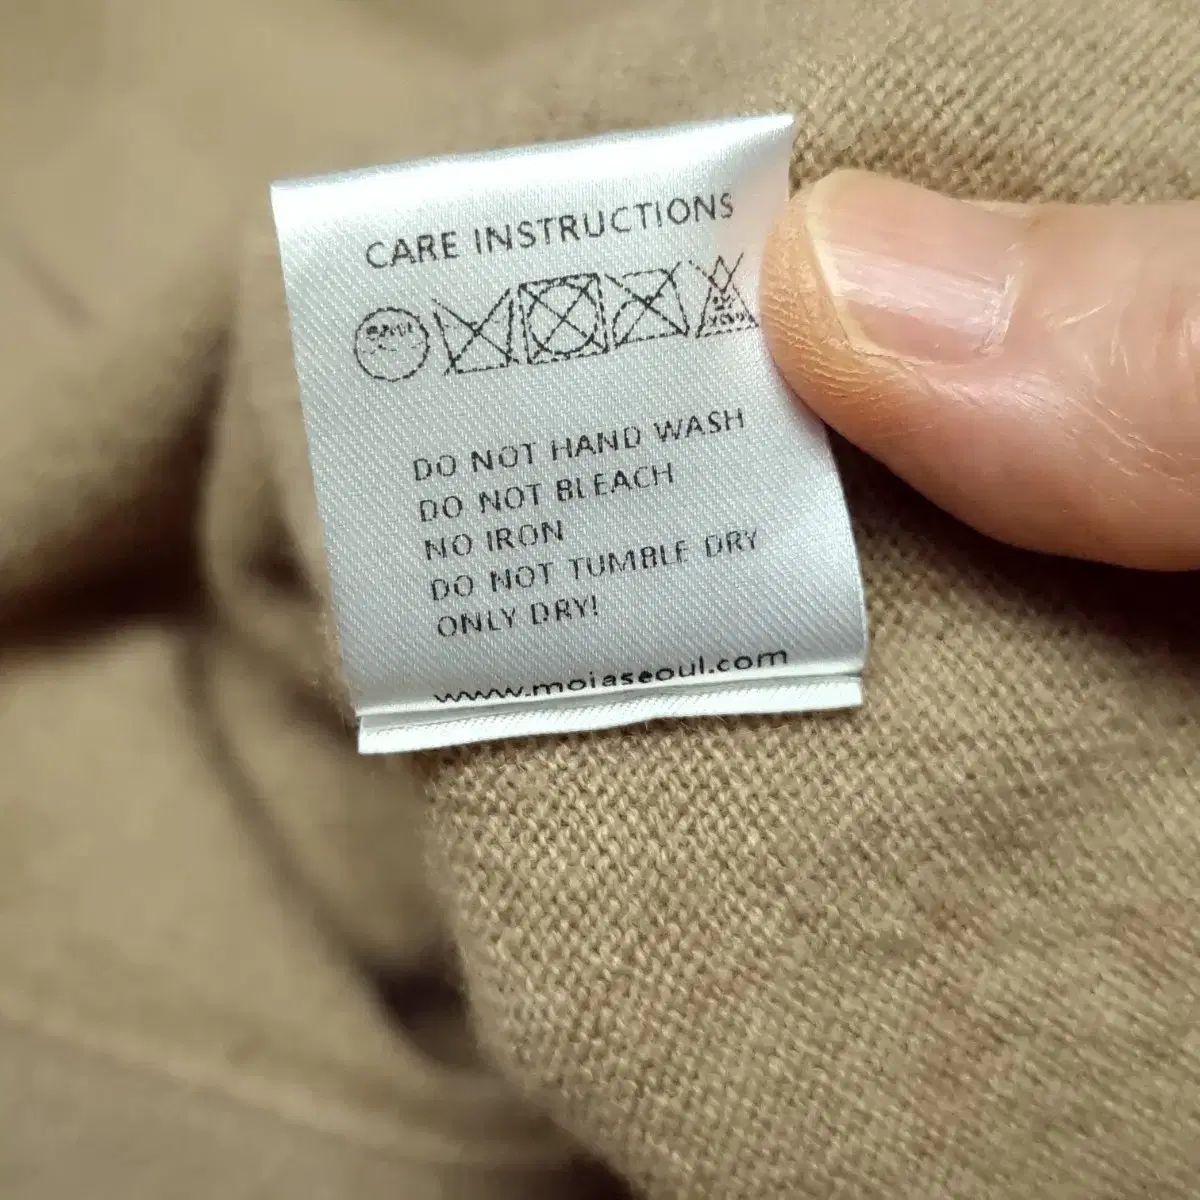 CARE INSTRUCTIONS
DO NOT HAND WASH
DO NOT BLEACH
NO IRON
DO NOT TUMBLE DRY
ONLY DRY!
www.moiaseoul.com